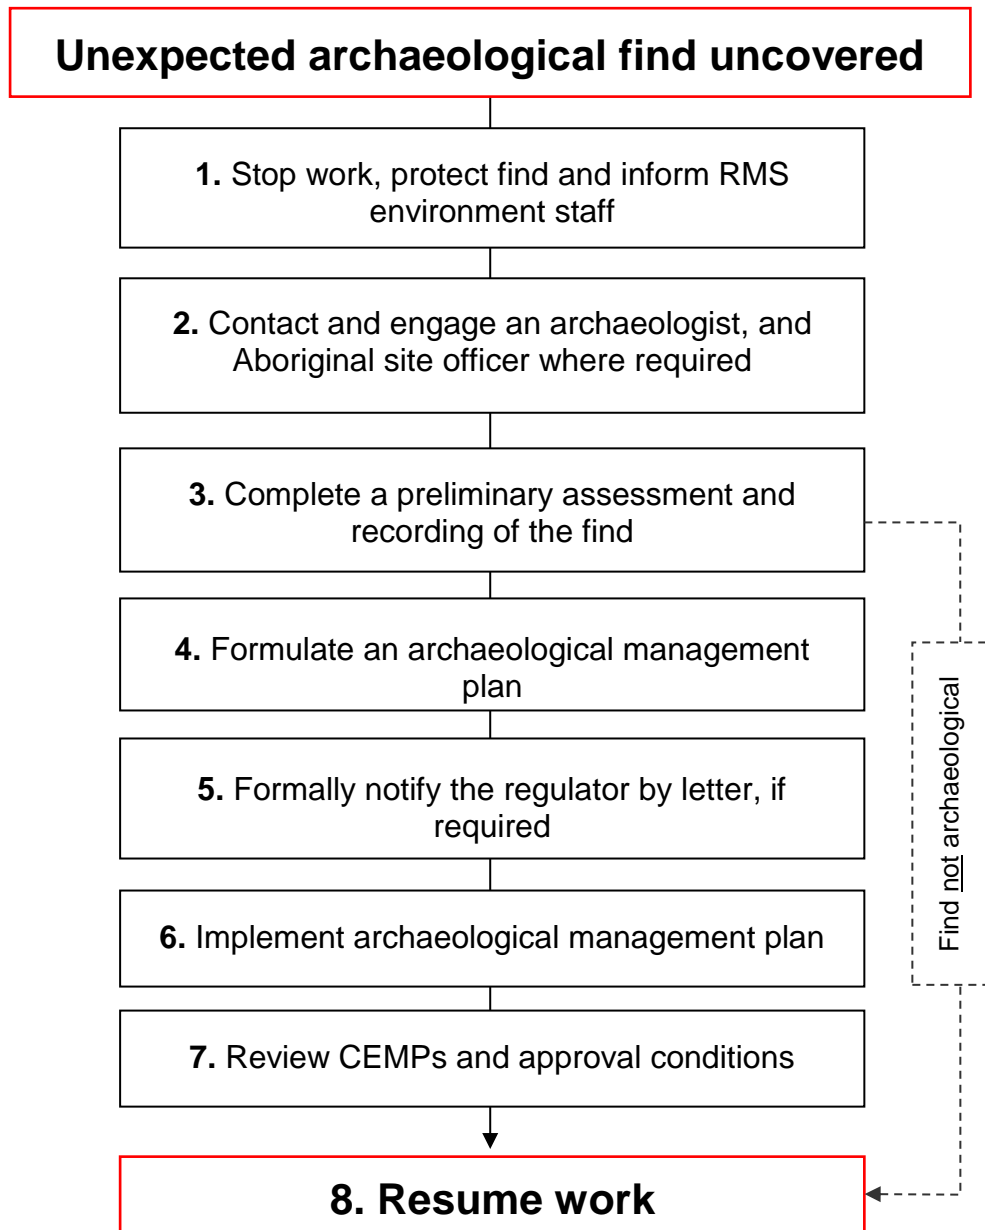 Unexpected archaeological find uncovered
1. Stop work, protect find and inform RMS
environment staff
2. Contact and engage an archaeologist, and
Aboriginal site officer where required
3. Complete a preliminary assessment and
recording of the find
4. Formulate an archaeological management
plan
5. Formally notify the regulator by letter, if
required
6. Implement archaeological management plan
7. Review CEMPs and approval conditions
Find not archaeological
8. Resume work